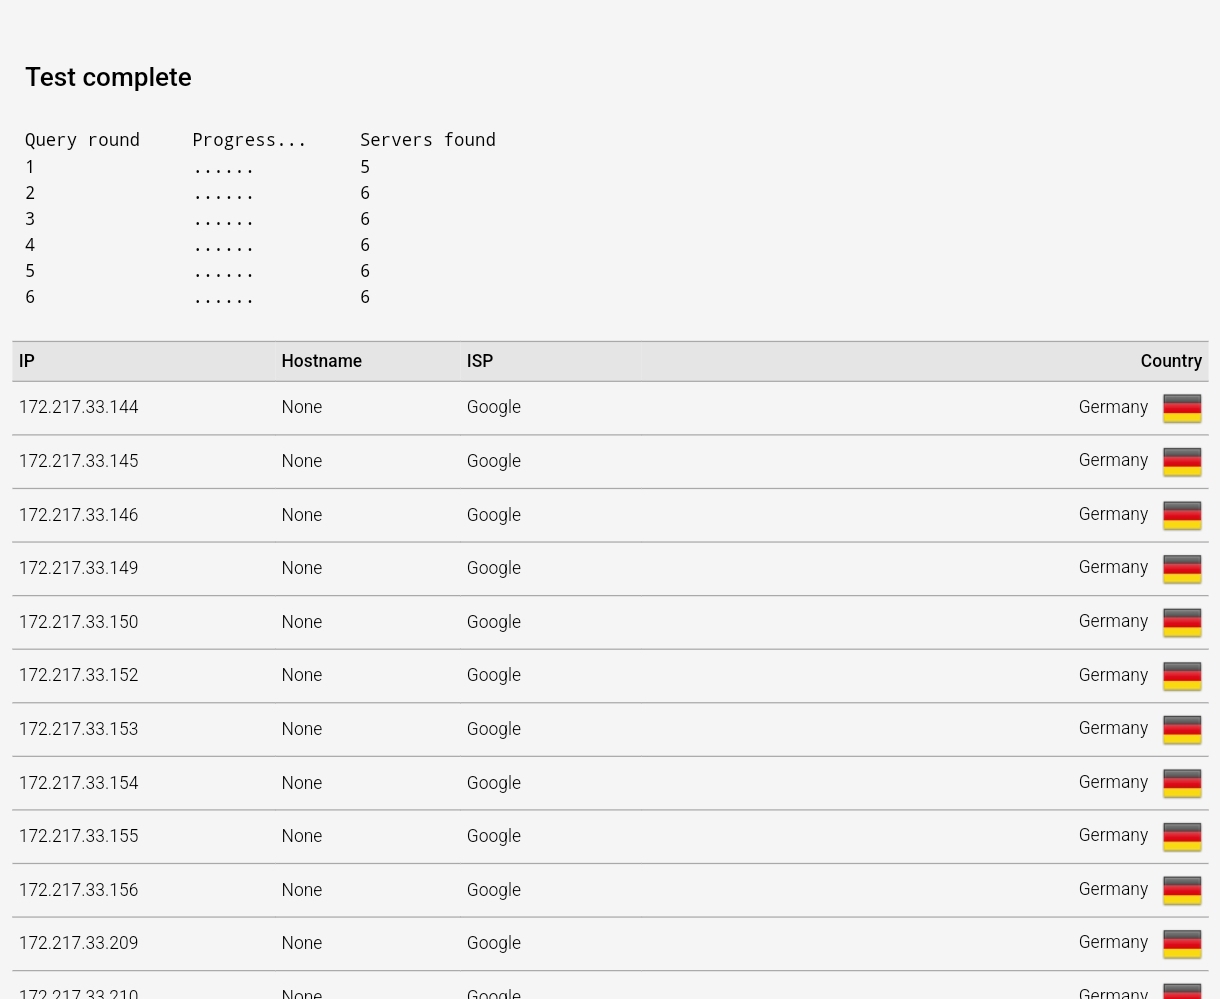 Test complete
Query round Progress... Servers found
1 ...... 5
2 ...... 6
3 ...... 6
4 ...... 6
5 ...... 6
6 ...... 6
IP Hostname ISP Country
172.217.33.144 None Google Germany
172.217.33.145 None Google Germany
172.217.33.146 None Google Germany
172.217.33.149 None Google Germany
172.217.33.150 None Google Germany
172.217.33.152 None Google Germany
172.217.33.153 None Google Germany
172.217.33.154 None Google Germany
172.217.33.155 None Google Germany
172.217.33.156 None Google Germany
172.217.33.209 None Google Germany
172.217.33.210 None Google Germany